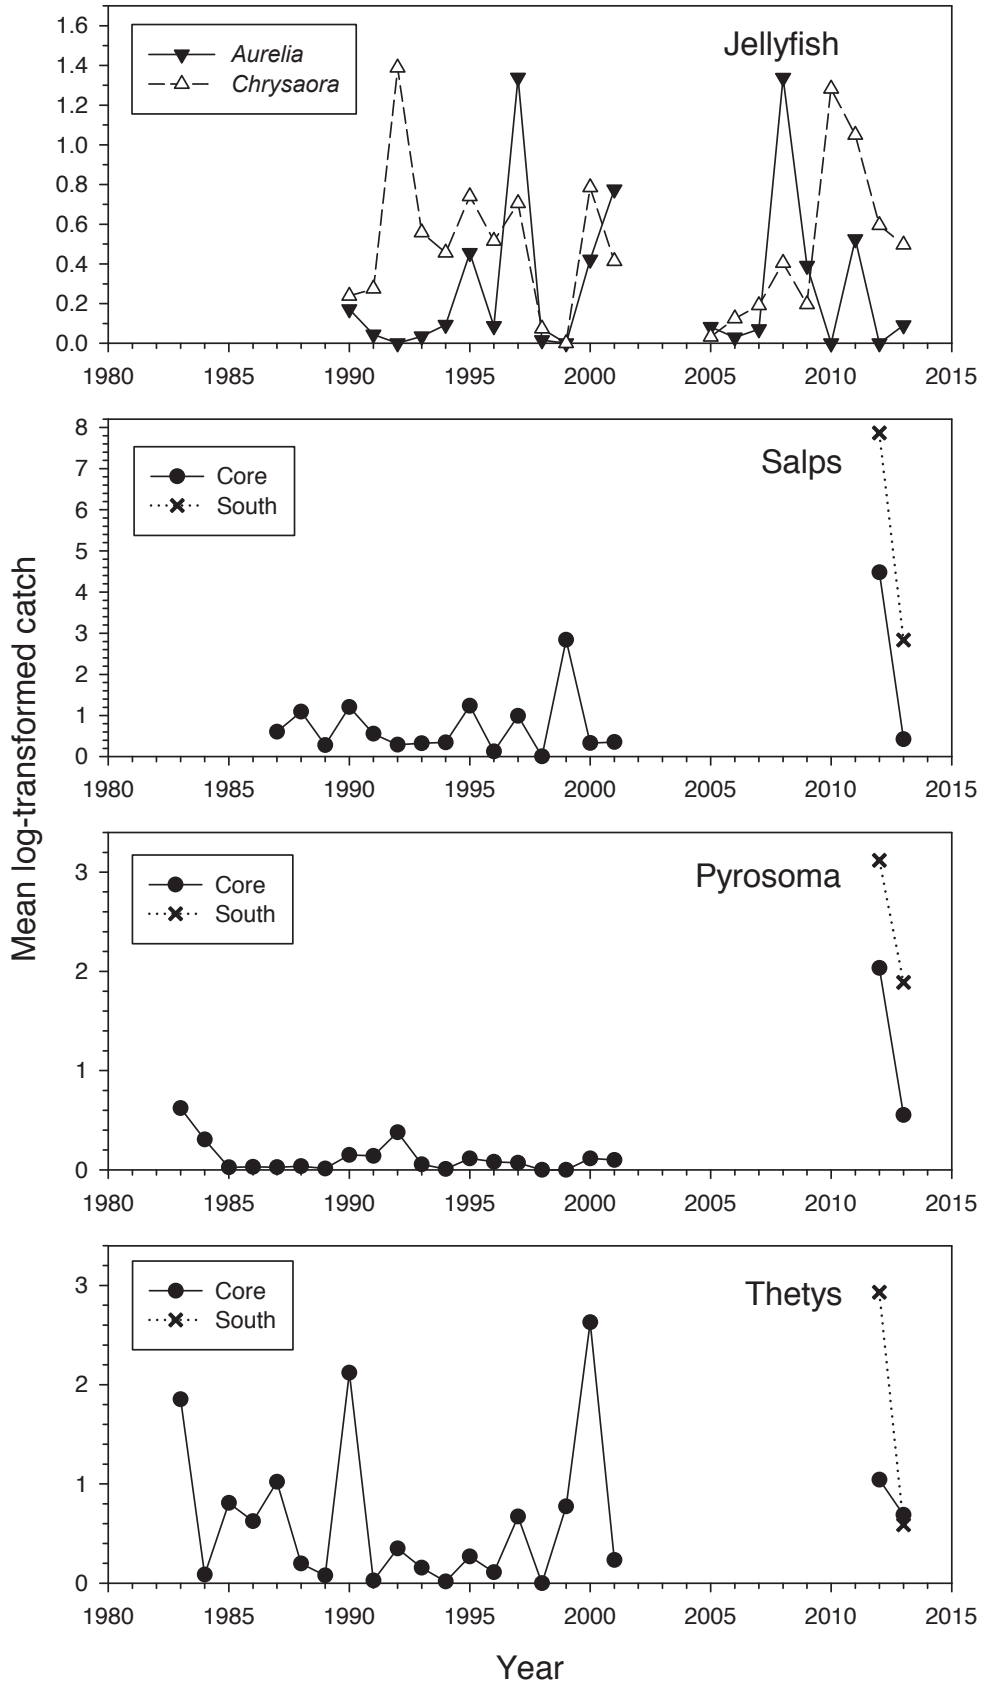 Mean log-transformed catch
Jellyfish
Aurelia
Chrysaora
1.6
1.4
1.2
1.0
0.8
0.6
0.4
0.2
0.0
1980 1985 1990 1995 2000 2005 2010 2015
Salps
Core
South
8
7
6
5
4
3
2
1
0
1980 1985 1990 1995 2000 2005 2010 2015
Pyrosoma
Core
South
3
2
1
0
1980 1985 1990 1995 2000 2005 2010 2015
Thetys
Core
South
3
2
1
0
1980 1985 1990 1995 2000 2005 2010 2015
Year